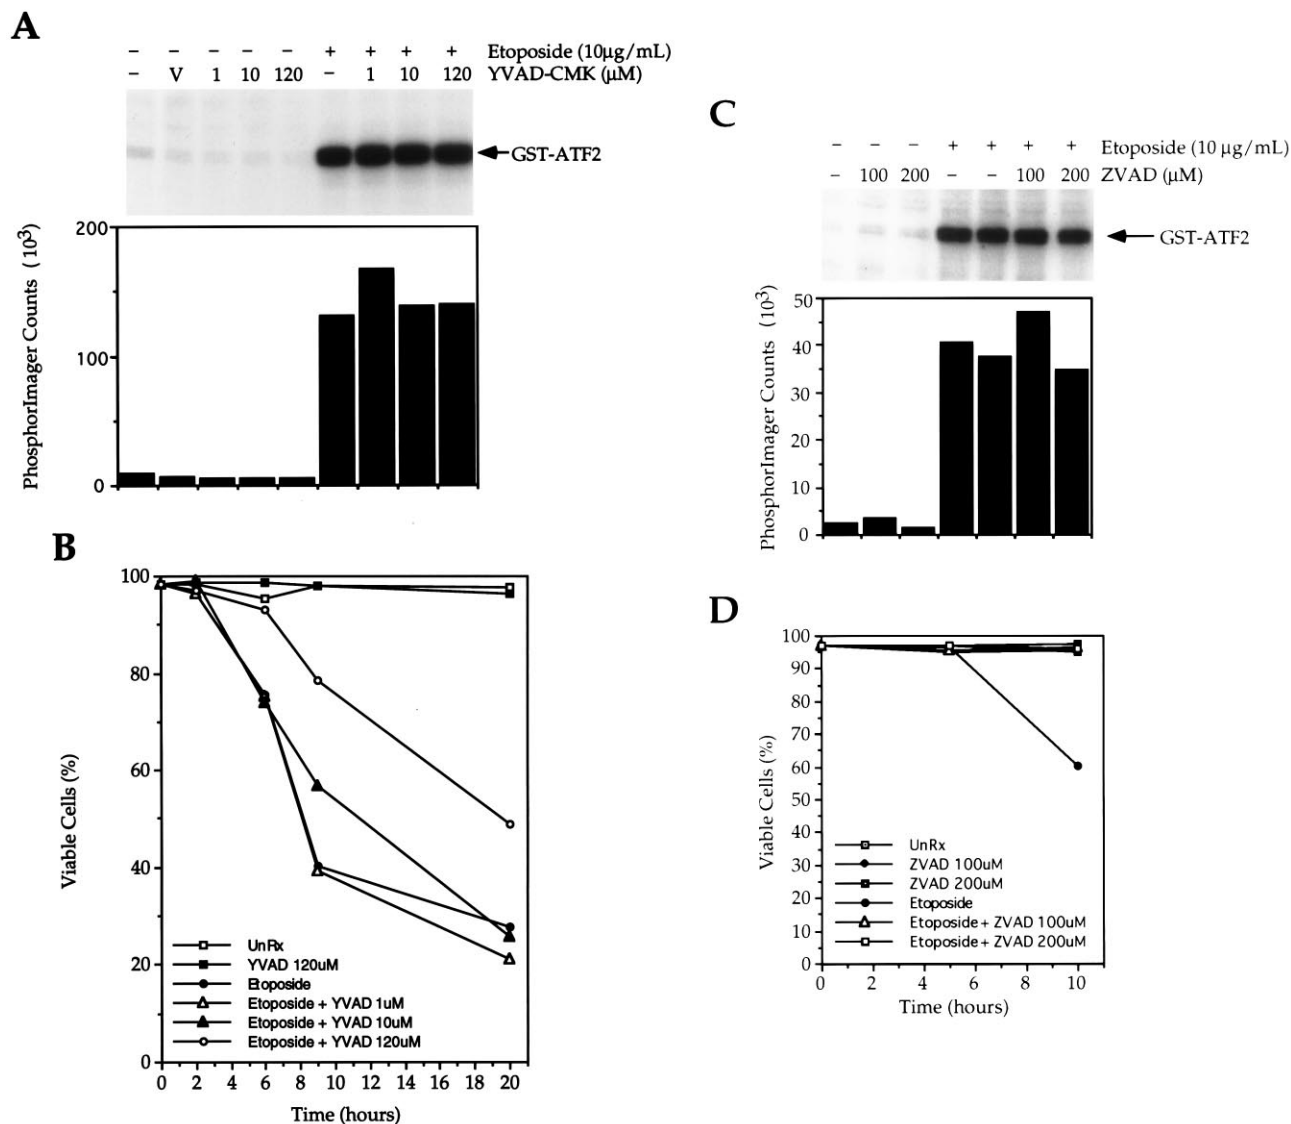 A
– – – – – + + + + Etoposide (10µg/mL)
– V 1 10 120 – 1 10 120 YVAD-CMK (µM)
GST-ATF2
200
100
0
PhosphorImager Counts (10³)
B
100
80
60
40
20
0
Viable Cells (%)
UnRx
YVAD 120uM
Etoposide
Etoposide + YVAD 1uM
Etoposide + YVAD 10uM
Etoposide + YVAD 120uM
0 2 4 6 8 10 12 14 16 18 20
Time (hours)
C
– – – + + + + Etoposide (10 µg/mL)
– 100 200 – – 100 200 ZVAD (µM)
GST-ATF2
50
40
30
20
10
0
PhosphorImager Counts (10³)
D
100
90
80
70
60
50
40
30
20
10
0
Viable Cells (%)
UnRx
ZVAD 100uM
ZVAD 200uM
Etoposide
Etoposide + ZVAD 100uM
Etoposide + ZVAD 200uM
0 2 4 6 8 10
Time (hours)